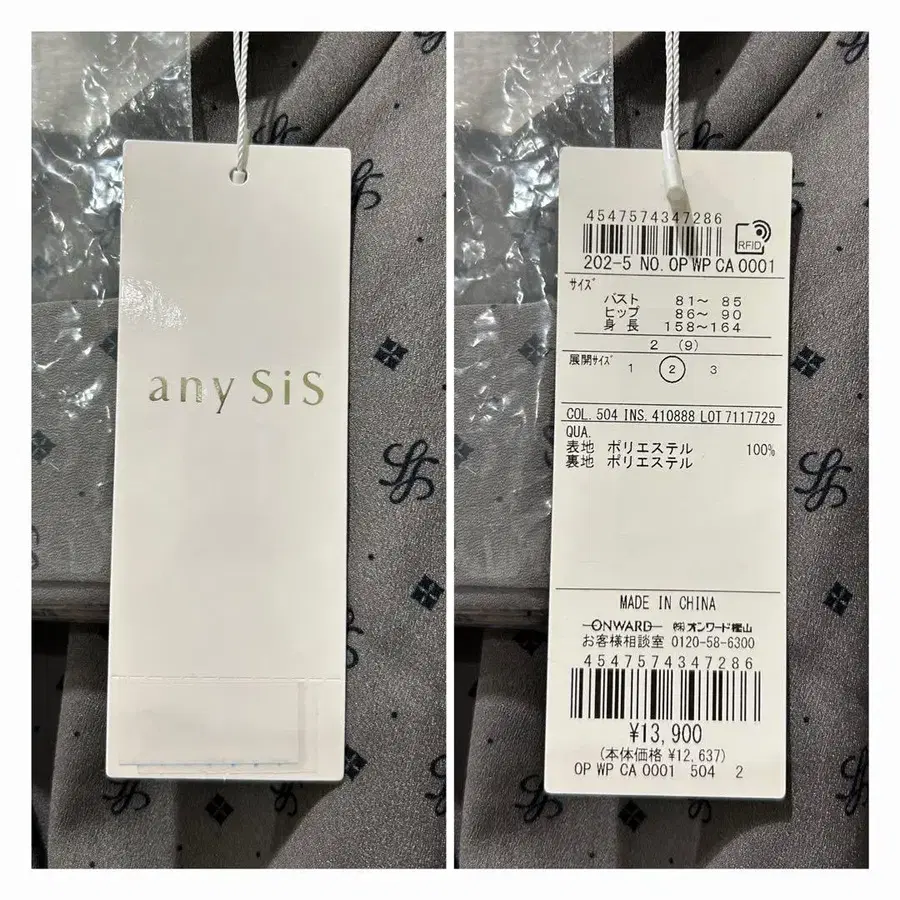 any SiS
4547574347286
RFID
202-5 NO. OP WP CA 0001
サイズ
バスト 81～ 85
ヒップ 86～ 90
身 長 158～164
2 (9)
展開サイズ 1 2 3
COL. 504 INS. 410888 LOT 7117729
QUA.
表地 ポリエステル 100%
裏地 ポリエステル
MADE IN CHINA
ONWARD ㈱オンワード樫山
お客様相談室 0120-58-6300
4547574347286
¥13,900
(本体価格 ¥12,637)
OP WP CA 0001 504 2